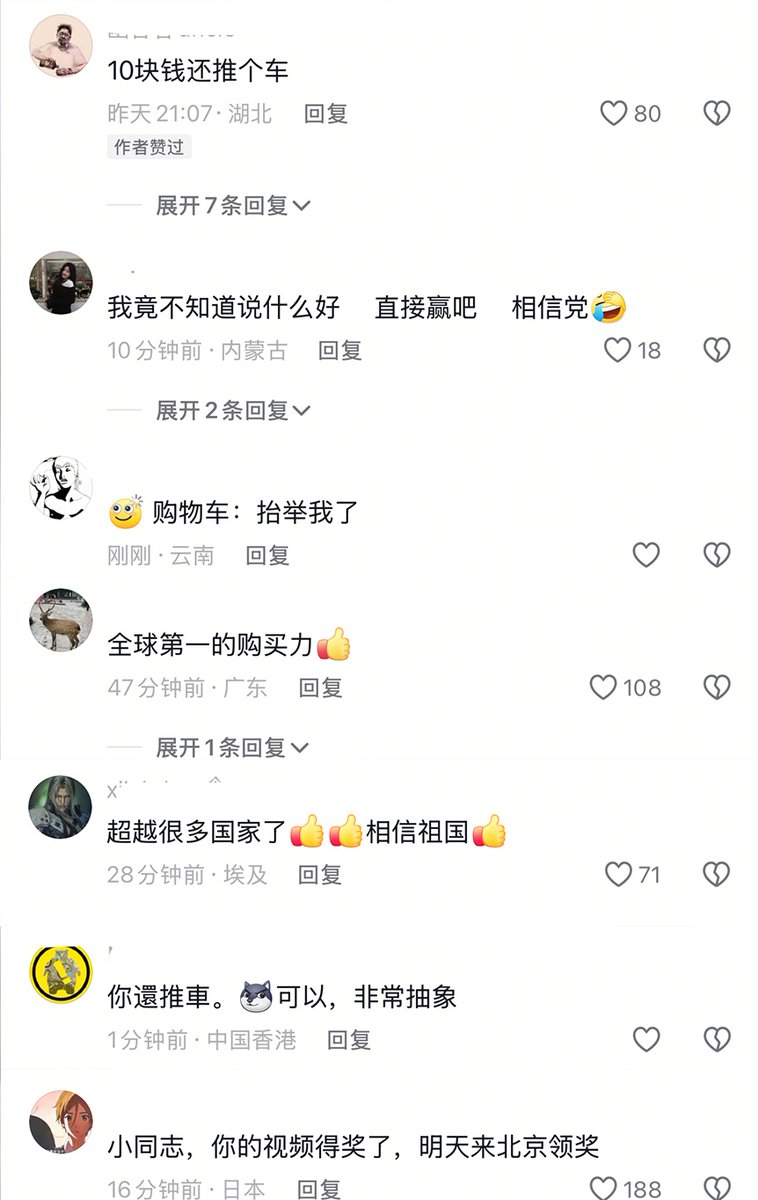 10块钱还推个车
昨天 21:07 · 湖北 回复 80
作者赞过
展开7条回复
我竟不知道说什么好 直接赢吧 相信党🤣
10分钟前 · 内蒙古 回复 18
展开2条回复
购物车：抬举我了
刚刚 · 云南 回复
全球第一的购买力👍
47分钟前 · 广东 回复 108
展开1条回复
超越很多国家了👍👍相信祖国👍
28分钟前 · 埃及 回复 71
你還推車。可以，非常抽象
1分钟前 · 中国香港 回复
小同志，你的视频得奖了，明天来北京领奖
16分钟前 · 日本 回复 188